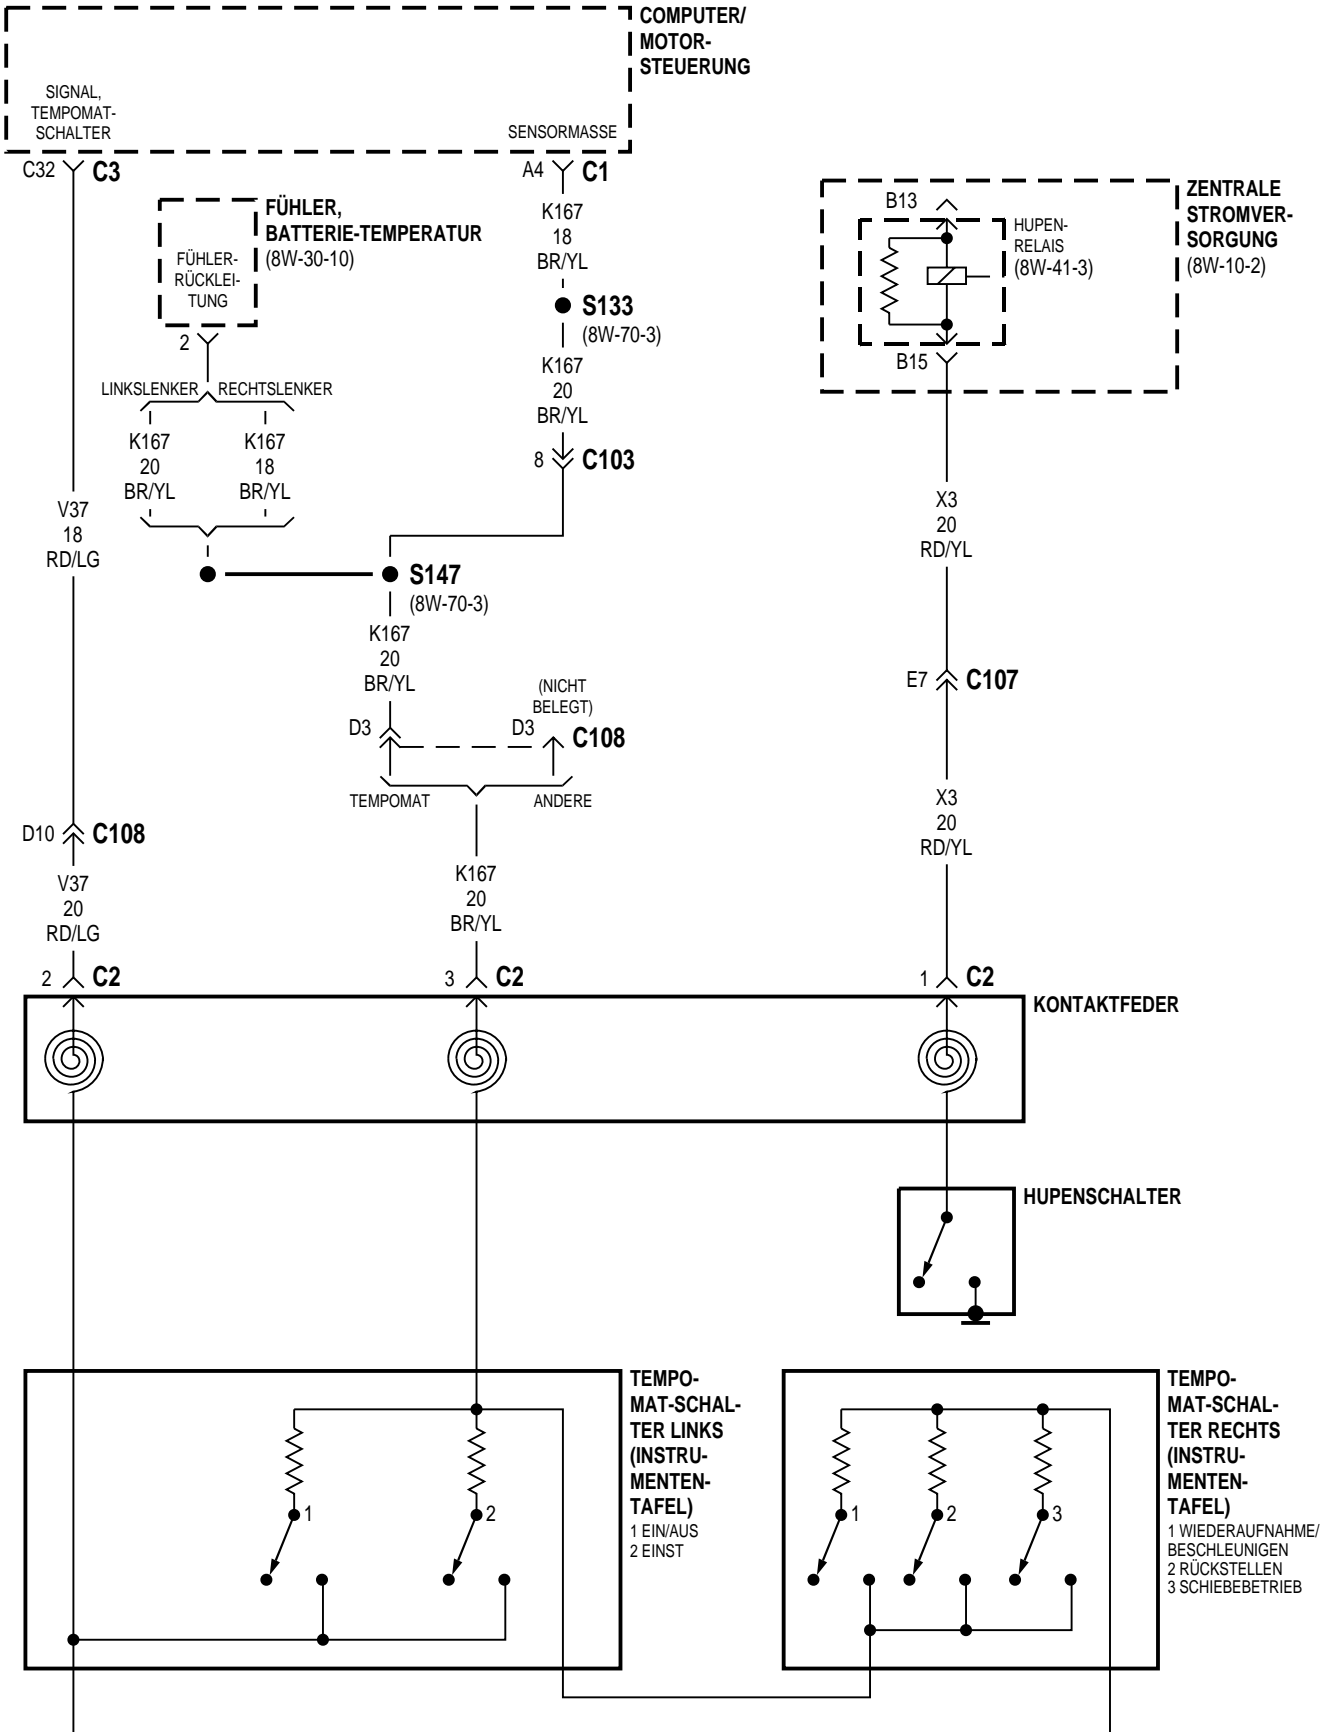 COMPUTER/
MOTOR-
STEUERUNG
SIGNAL,
TEMPOMAT-
SCHALTER
SENSORMASSE
C32 C3
A4 C1
FÜHLER,
BATTERIE-TEMPERATUR
(8W-30-10)
FÜHLER-
RÜCKLEI-
TUNG
2
K167
18
BR/YL
S133
(8W-70-3)
K167
20
BR/YL
8 C103
ZENTRALE
STROMVER-
SORGUNG
(8W-10-2)
B13
HUPEN-
RELAIS
(8W-41-3)
B15
LINKSLENKER RECHTSLENKER
K167 K167
20 18
BR/YL BR/YL
V37
18
RD/LG
X3
20
RD/YL
S147
(8W-70-3)
K167
20
BR/YL
(NICHT
BELEGT)
D3 D3 C108
TEMPOMAT ANDERE
E7 C107
X3
20
RD/YL
D10 C108
V37
20
RD/LG
K167
20
BR/YL
2 C2
3 C2
1 C2
KONTAKTFEDER
HUPENSCHALTER
TEMPO-
MAT-SCHAL-
TER LINKS
(INSTRU-
MENTEN-
TAFEL)
1 EIN/AUS
2 EINST
1 2
TEMPO-
MAT-SCHAL-
TER RECHTS
(INSTRU-
MENTEN-
TAFEL)
1 WIEDERAUFNAHME/
BESCHLEUNIGEN
2 RÜCKSTELLEN
3 SCHIEBEBETRIEB
1 2 3